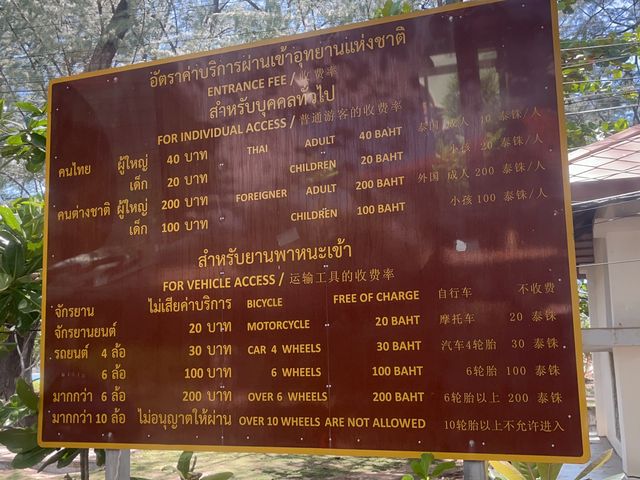 อัตราค่าบริการผ่านเข้าอุทยานแห่งชาติ
ENTRANCE FEE / 收费率
สำหรับบุคคลทั่วไป
FOR INDIVIDUAL ACCESS / 普通游客的收费率
คนไทย ผู้ใหญ่ 40 บาท THAI ADULT 40 BAHT 泰国 成人 10 泰铢/人
เด็ก 20 บาท CHILDREN 20 BAHT 小孩 20 泰铢/人
คนต่างชาติ ผู้ใหญ่ 200 บาท FOREIGNER ADULT 200 BAHT 外国 成人 200 泰铢/人
เด็ก 100 บาท CHILDREN 100 BAHT 小孩 100 泰铢/人
สำหรับยานพาหนะเข้า
FOR VEHICLE ACCESS / 运输工具的收费率
จักรยาน ไม่เสียค่าบริการ BICYCLE FREE OF CHARGE 自行车 不收费
จักรยานยนต์ 20 บาท MOTORCYCLE 20 BAHT 摩托车 20 泰铢
รถยนต์ 4 ล้อ 30 บาท CAR 4 WHEELS 30 BAHT 汽车4轮胎 30 泰铢
6 ล้อ 100 บาท 6 WHEELS 100 BAHT 6轮胎 100 泰铢
มากกว่า 6 ล้อ 200 บาท OVER 6 WHEELS 200 BAHT 6轮胎以上 200 泰铢
มากกว่า 10 ล้อ ไม่อนุญาตให้ผ่าน OVER 10 WHEELS ARE NOT ALLOWED 10轮胎以上不允许进入